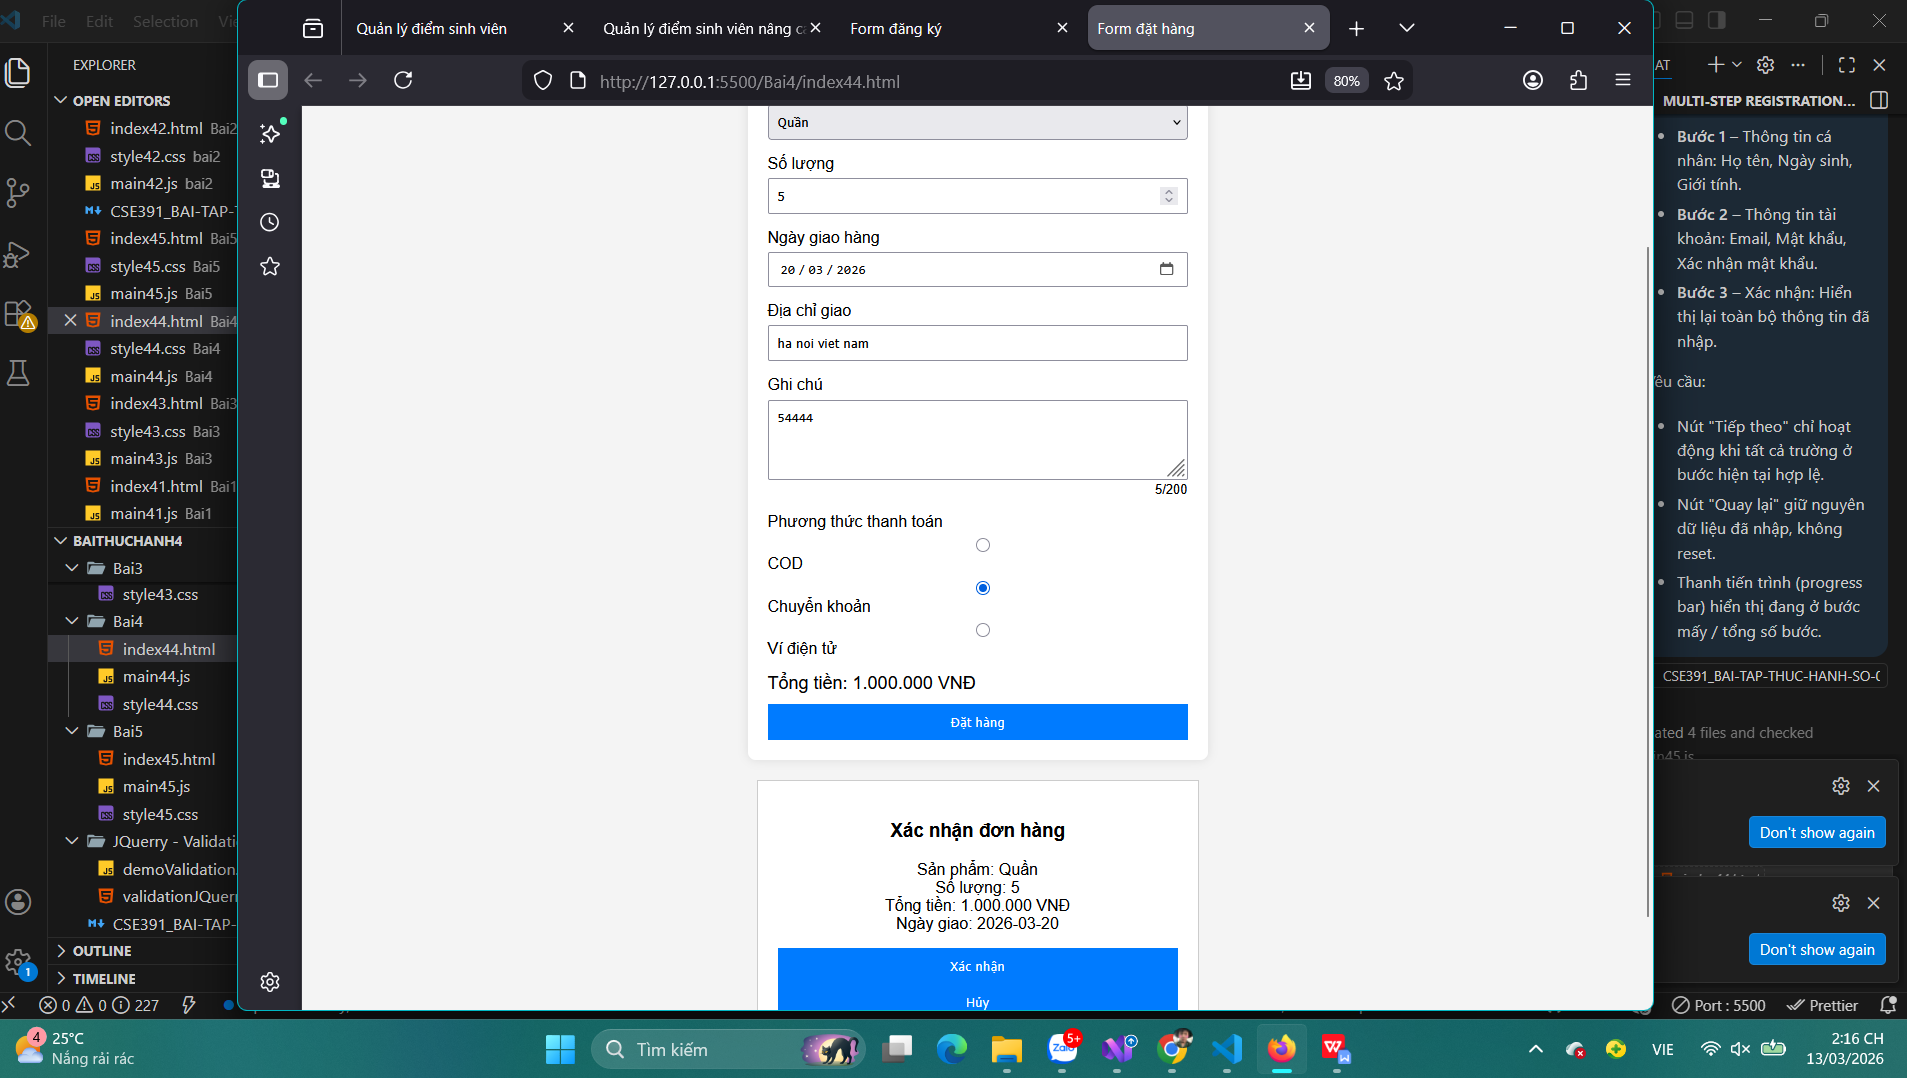 File Edit Selection
Quản lý điểm sinh viên
Quản lý điểm sinh viên nâng c
Form đăng ký
Form đặt hàng
http://127.0.0.1:5500/Bai4/index44.html
80%
EXPLORER
OPEN EDITORS
index42.html Bai2
style42.css bai2
main42.js bai2
CSE391_BAI-TAP-
index45.html Bai5
style45.css Bai5
main45.js Bai5
index44.html Bai4
style44.css Bai4
main44.js Bai4
index43.html Bai3
style43.css Bai3
main43.js Bai3
index41.html Bai1
main41.js Bai1
BAITHUCHANH4
Bai3
style43.css
Bai4
index44.html
main44.js
style44.css
Bai5
index45.html
main45.js
style45.css
JQuerry - Validati
demoValidation.
validationJQuerr
CSE391_BAI-TAP-
OUTLINE
TIMELINE
0 0 227
Quần
Số lượng
5
Ngày giao hàng
20 / 03 / 2026
Địa chỉ giao
ha noi viet nam
Ghi chú
54444
5/200
Phương thức thanh toán
COD
Chuyển khoản
Ví điện tử
Tổng tiền: 1.000.000 VNĐ
Đặt hàng
Xác nhận đơn hàng
Sản phẩm: Quần
Số lượng: 5
Tổng tiền: 1.000.000 VNĐ
Ngày giao: 2026-03-20
Xác nhận
Hủy
AT
MULTI-STEP REGISTRATION...
Bước 1 – Thông tin cá
nhân: Họ tên, Ngày sinh,
Giới tính.
Bước 2 – Thông tin tài
khoản: Email, Mật khẩu,
Xác nhận mật khẩu.
Bước 3 – Xác nhận: Hiển
thị lại toàn bộ thông tin đã
nhập.
Yêu cầu:
Nút "Tiếp theo" chỉ hoạt
động khi tất cả trường ở
bước hiện tại hợp lệ.
Nút "Quay lại" giữ nguyên
dữ liệu đã nhập, không
reset.
Thanh tiến trình (progress
bar) hiển thị đang ở bước
mấy / tổng số bước.
CSE391_BAI-TAP-THUC-HANH-SO-0
ated 4 files and checked
Don't show again
Don't show again
Port : 5500
Prettier
1
4
25°C
Nắng rải rác
Tìm kiếm
Zalo
5+
VIE
2:16 CH
13/03/2026